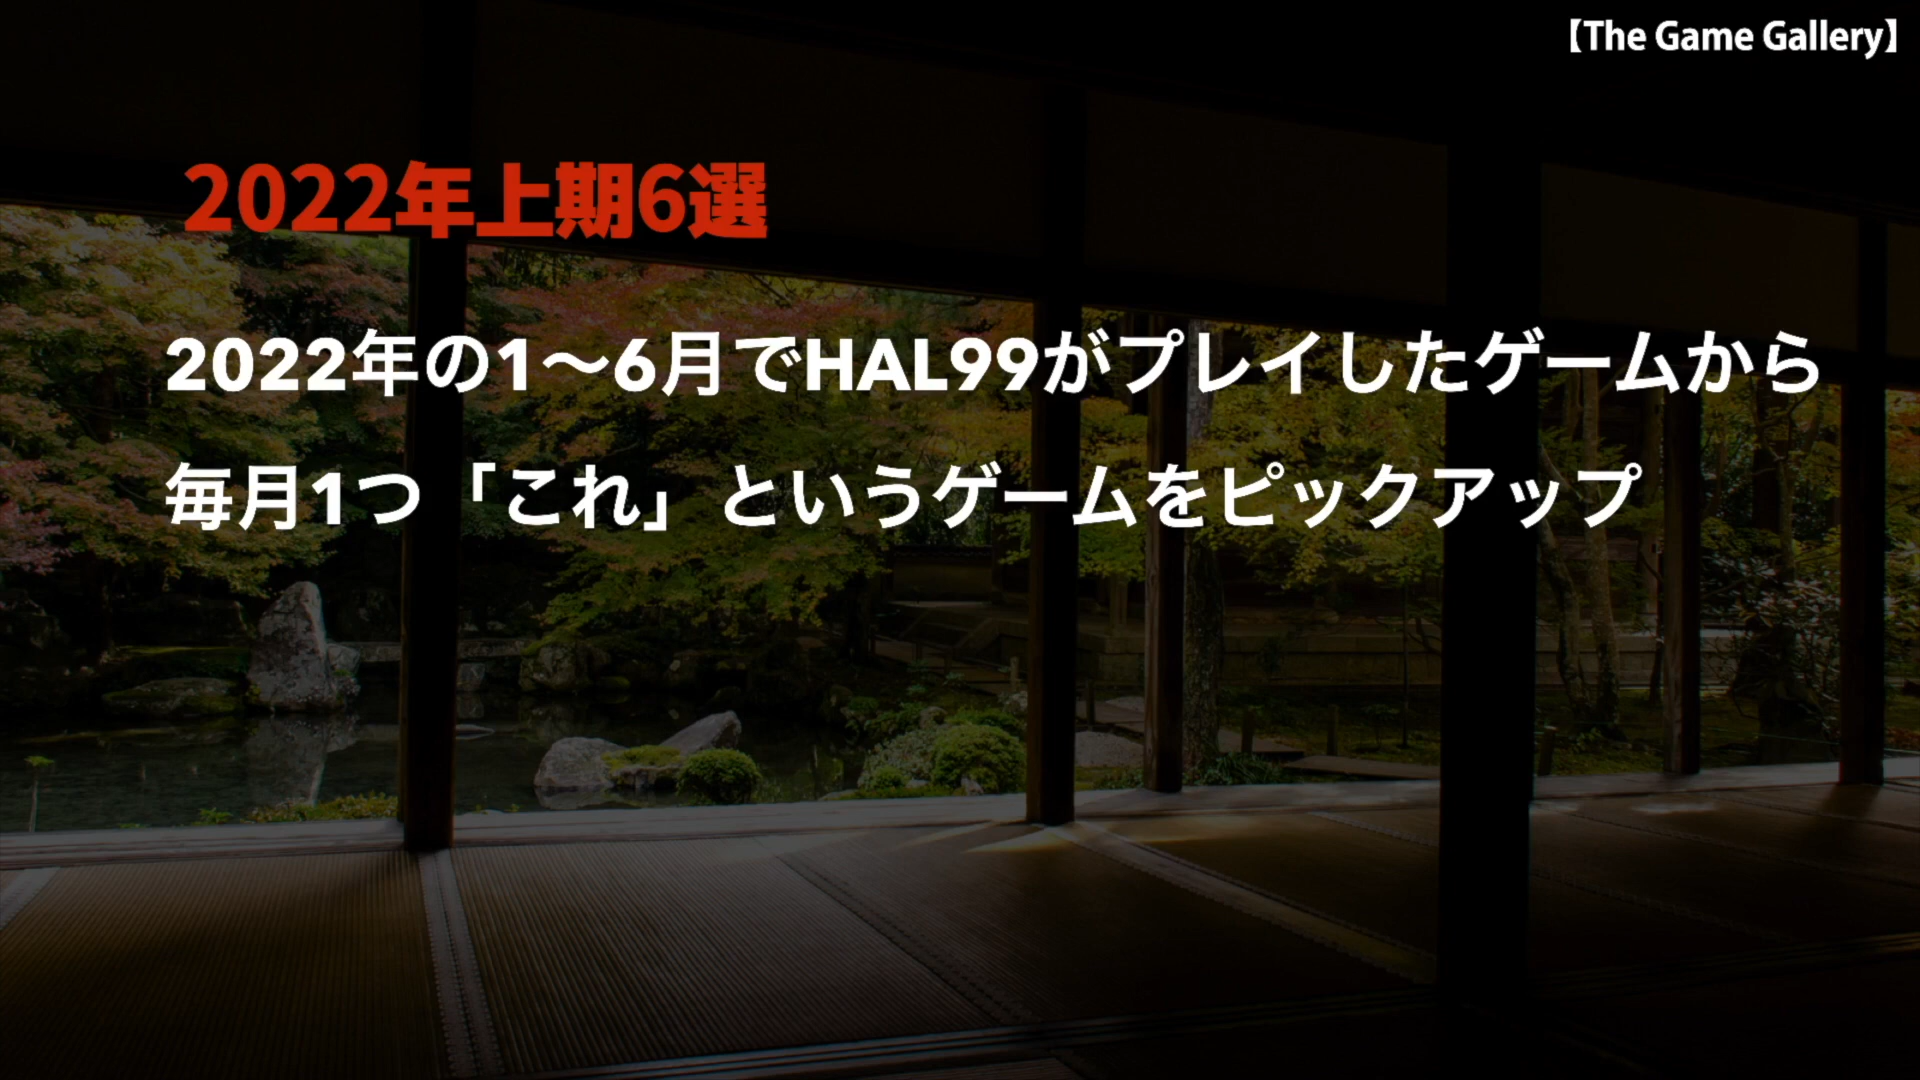 【The Game Gallery】
2022年上期6選
2022年の1〜6月でHAL99がプレイしたゲームから
毎月1つ「これ」というゲームをピックアップ